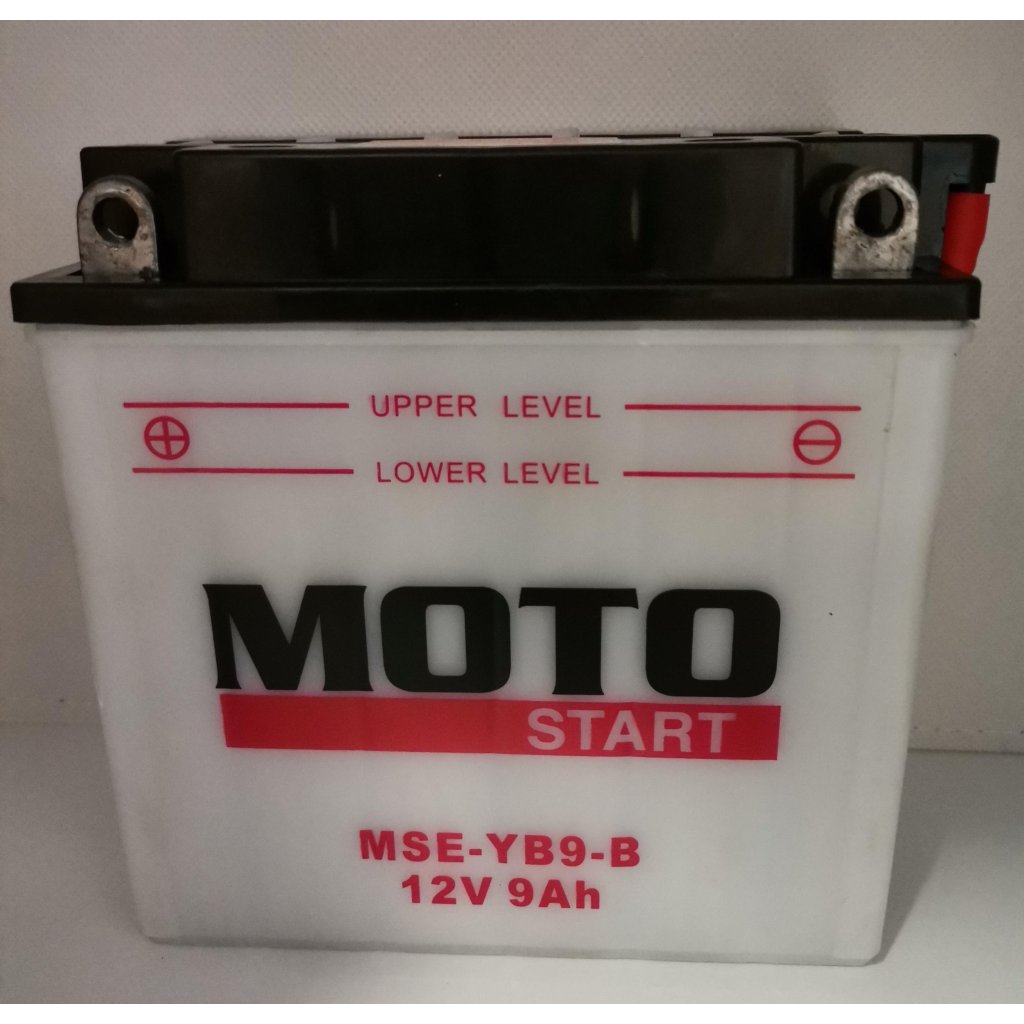 UPPER LEVEL
LOWER LEVEL
MOTO
START
MSE-YB9-B
12V 9Ah